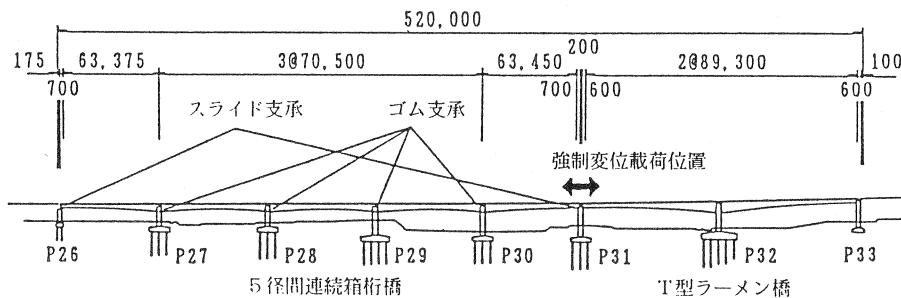 520,000
175 63,375 3@70,500 63,450 200 2@89,300 100
700 700 600 600
スライド支承 ゴム支承
強制変位載荷位置
P26 P27 P28 P29 P30 P31 P32 P33
5径間連続箱桁橋 T型ラーメン橋